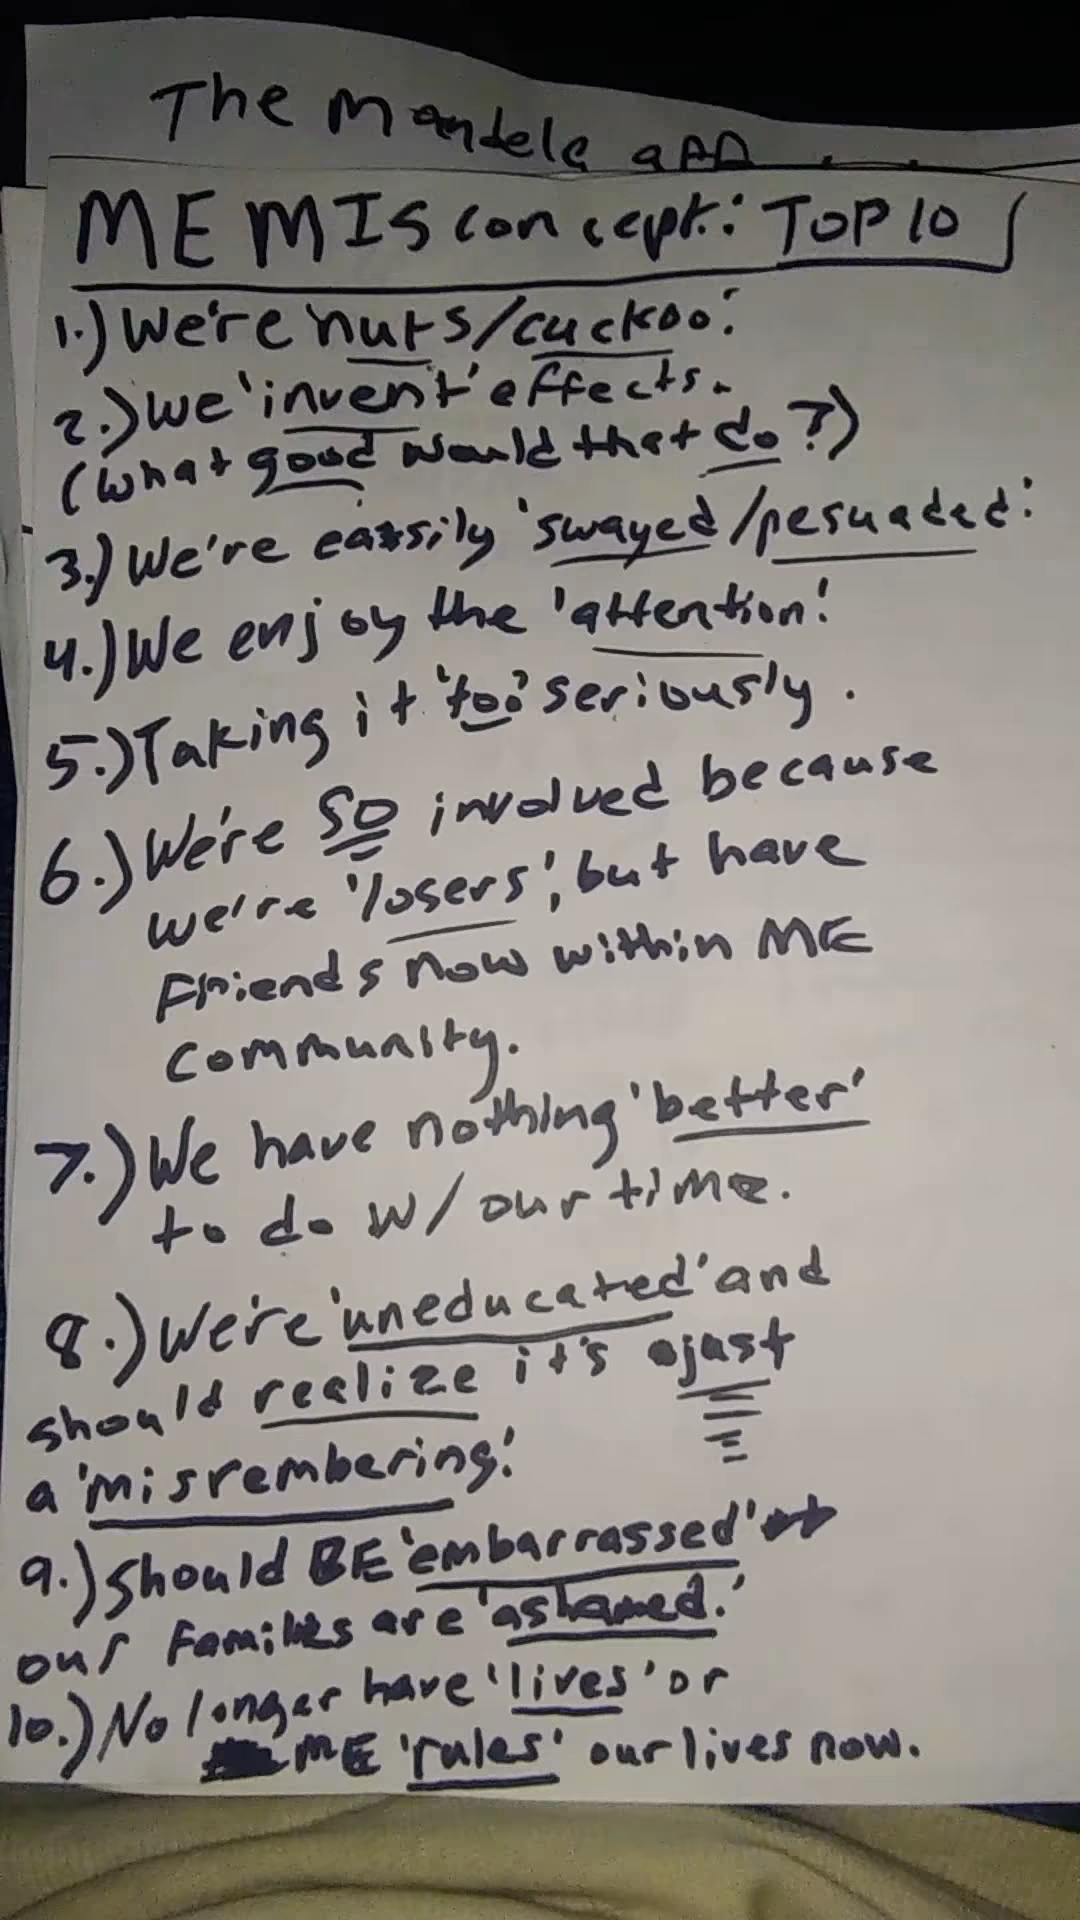 The Mandela app
MEMIS concept.: TOP 10
1.) We're 'nuts/cuckoo.'
2.) We 'invent' effects.
(What good would that do?)
3.) We're eassily 'swayed/pesuaded.'
4.) We enjoy the 'attention.'
5.) Taking it 'too' seriously.
6.) We're SO involved because
we're 'losers', but have
Friends now within ME
community.
7.) We have nothing 'better'
to do w/ our time.
8.) We're 'uneducated' and
should realize it's just
a 'misrembering.'
9.) Should BE 'embarrassed'
our Families are 'ashamed.'
10.) No longer have 'lives' or
ME 'rules' our lives now.